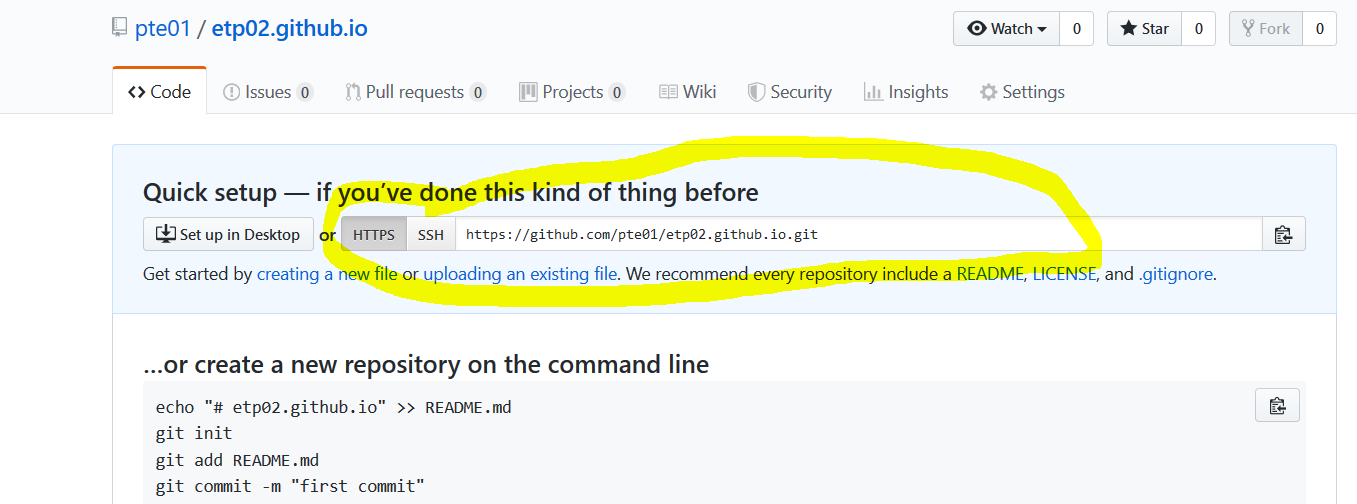 pte01 / etp02.github.io
Watch 0 Star 0 Fork 0
Code Issues 0 Pull requests 0 Projects 0 Wiki Security Insights Settings
Quick setup — if you’ve done this kind of thing before
Set up in Desktop or HTTPS SSH https://github.com/pte01/etp02.github.io.git
Get started by creating a new file or uploading an existing file. We recommend every repository include a README, LICENSE, and .gitignore.
…or create a new repository on the command line
echo "# etp02.github.io" >> README.md
git init
git add README.md
git commit -m "first commit"